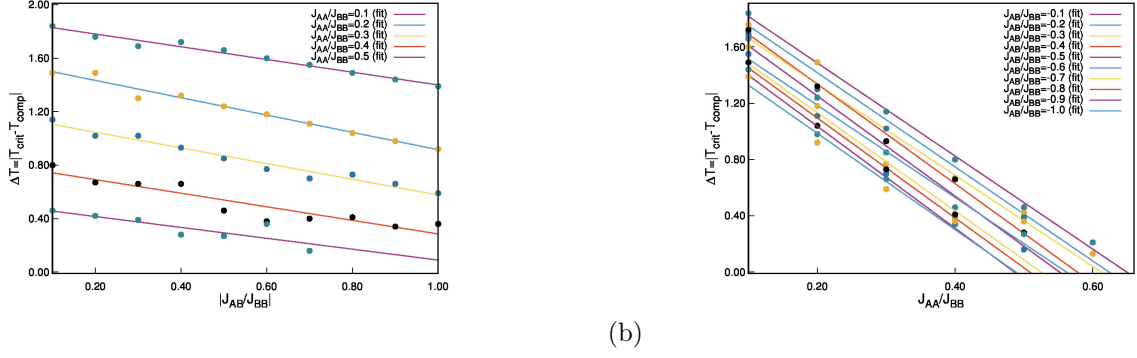 2.00
1.60
1.20
0.80
0.40
0.00
ΔT=|T_crit-T_comp|
J_AA/J_BB=0.1 (fit)
J_AA/J_BB=0.2 (fit)
J_AA/J_BB=0.3 (fit)
J_AA/J_BB=0.4 (fit)
J_AA/J_BB=0.5 (fit)
0.20 0.40 0.60 0.80 1.00
|J_AB/J_BB|
1.60
1.20
0.80
0.40
0.00
ΔT=|T_crit-T_comp|
J_AB/J_BB=-0.1 (fit)
J_AB/J_BB=-0.2 (fit)
J_AB/J_BB=-0.3 (fit)
J_AB/J_BB=-0.4 (fit)
J_AB/J_BB=-0.5 (fit)
J_AB/J_BB=-0.6 (fit)
J_AB/J_BB=-0.7 (fit)
J_AB/J_BB=-0.8 (fit)
J_AB/J_BB=-0.9 (fit)
J_AB/J_BB=-1.0 (fit)
0.20 0.40 0.60
J_AA/J_BB
(b)